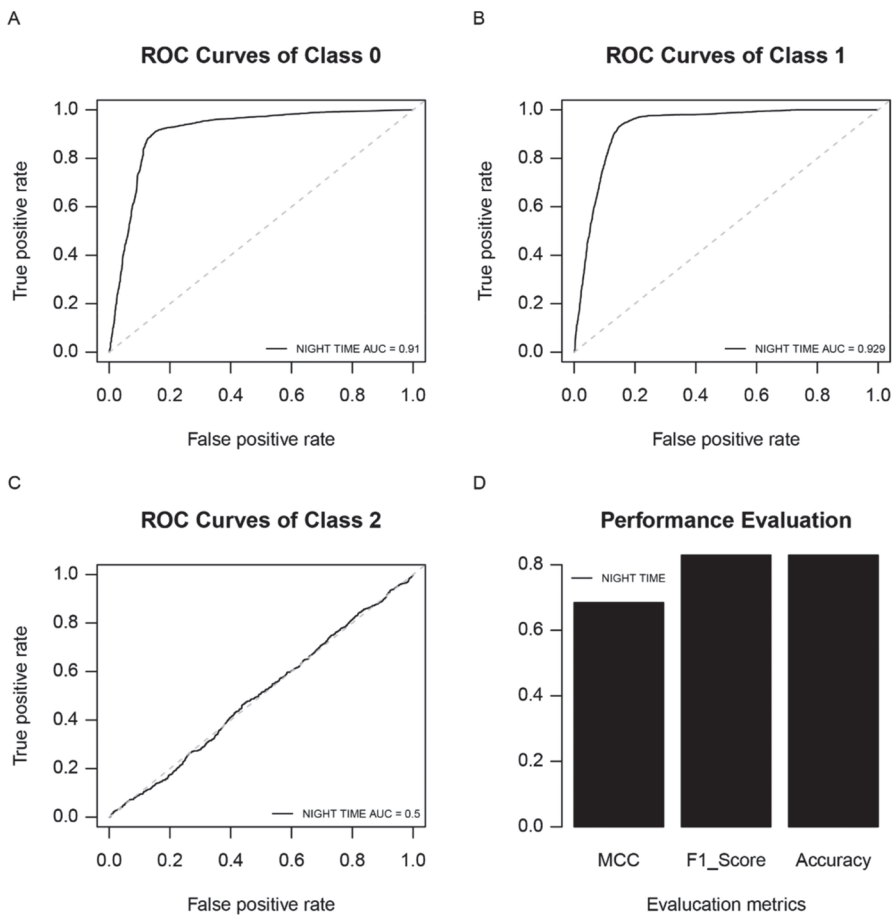 A
ROC Curves of Class 0
True positive rate
1.0
0.8
0.6
0.4
0.2
0.0
NIGHT TIME AUC = 0.91
0.0 0.2 0.4 0.6 0.8 1.0
False positive rate
B
ROC Curves of Class 1
True positive rate
1.0
0.8
0.6
0.4
0.2
0.0
NIGHT TIME AUC = 0.929
0.0 0.2 0.4 0.6 0.8 1.0
False positive rate
C
ROC Curves of Class 2
True positive rate
1.0
0.8
0.6
0.4
0.2
0.0
NIGHT TIME AUC = 0.5
0.0 0.2 0.4 0.6 0.8 1.0
False positive rate
D
Performance Evaluation
0.8
NIGHT TIME
0.6
0.4
0.2
0.0
MCC F1_Score Accuracy
Evalucation metrics